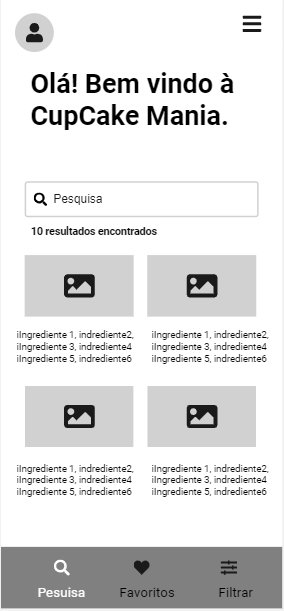 Olá! Bem vindo à
CupCake Mania.
Pesquisa
10 resultados encontrados
iIngrediente 1, indrediente2,
iIngrediente 3, indrediente4
iIngrediente 5, indrediente6
iIngrediente 1, indrediente2,
iIngrediente 3, indrediente4
iIngrediente 5, indrediente6
iIngrediente 1, indrediente2,
iIngrediente 3, indrediente4
iIngrediente 5, indrediente6
iIngrediente 1, indrediente2,
iIngrediente 3, indrediente4
iIngrediente 5, indrediente6
Pesuisa
Favoritos
Filtrar